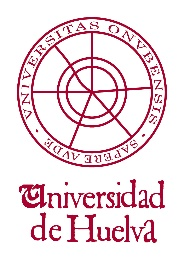 · VNIVERSITAS ONVBENSIS · SAPERE AVDE
Universidad
de Huelva